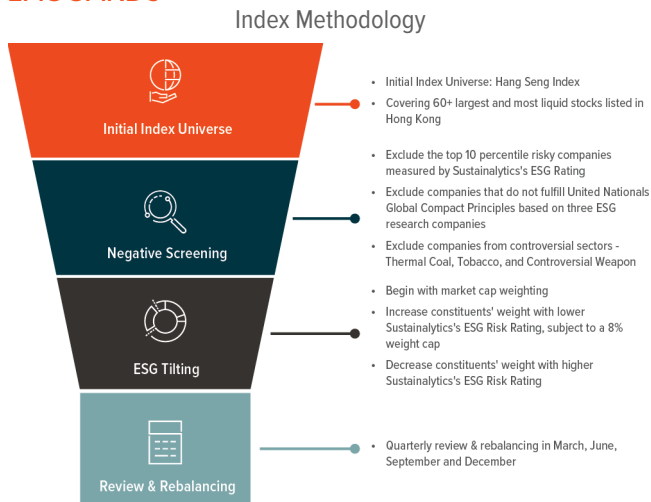 Index Methodology
Initial Index Universe
• Initial Index Universe: Hang Seng Index
• Covering 60+ largest and most liquid stocks listed in
Hong Kong
Negative Screening
• Exclude the top 10 percentile risky companies
measured by Sustainalytics's ESG Rating
• Exclude companies that do not fulfill United Nationals
Global Compact Principles based on three ESG
research companies
• Exclude companies from controversial sectors -
Thermal Coal, Tobacco, and Controversial Weapon
ESG Tilting
• Begin with market cap weighting
• Increase constituents' weight with lower
Sustainalytics's ESG Risk Rating, subject to a 8%
weight cap
• Decrease constituents' weight with higher
Sustainalytics's ESG Risk Rating
Review & Rebalancing
• Quarterly review & rebalancing in March, June,
September and December